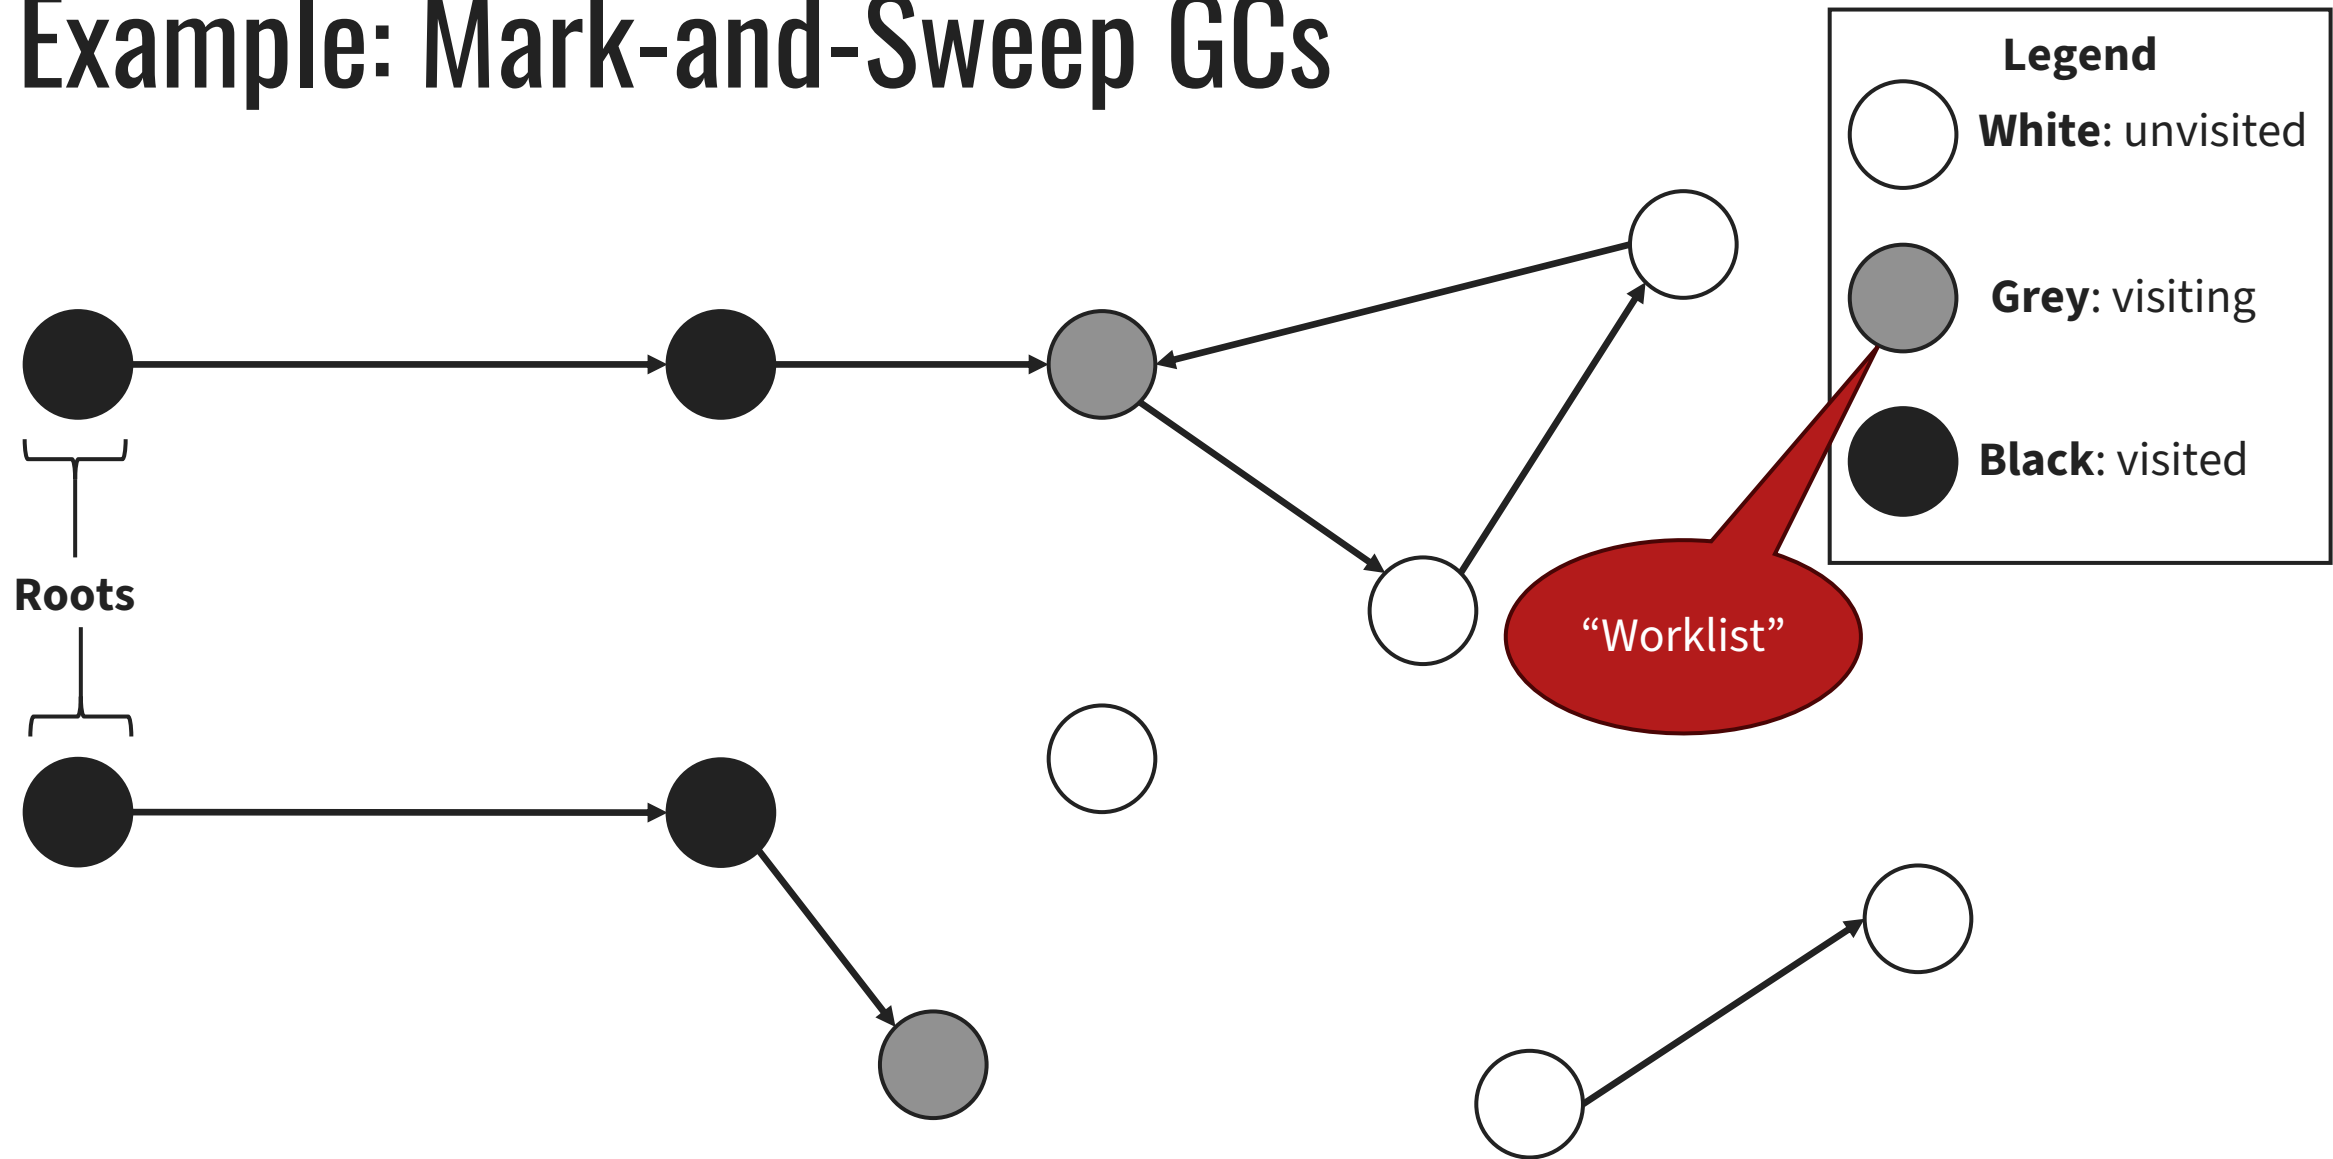 Example: Mark-and-Sweep GCs
Legend
White: unvisited
Grey: visiting
Black: visited
Roots
“Worklist”